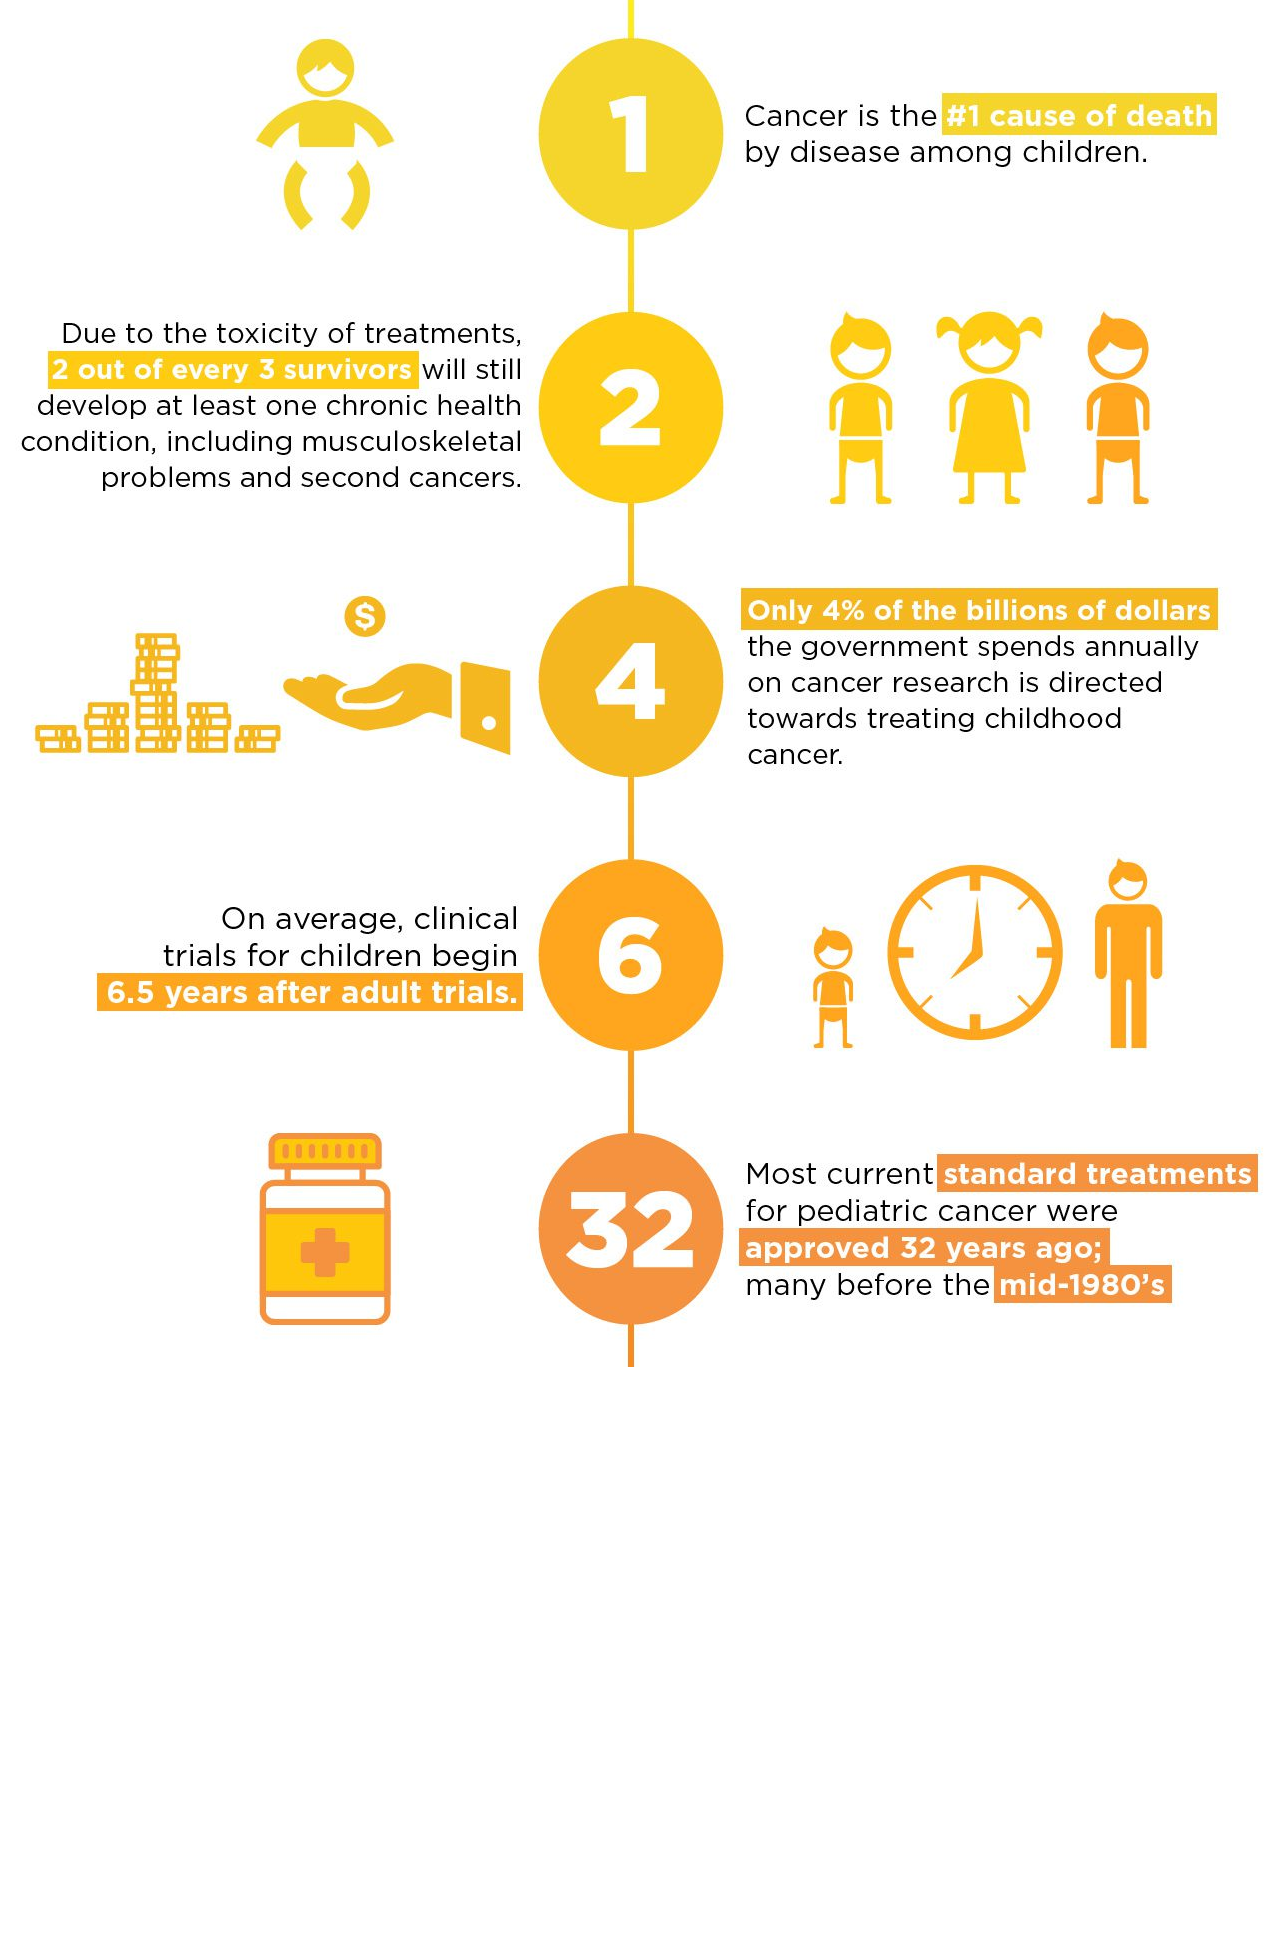 1
Cancer is the #1 cause of death
by disease among children.
Due to the toxicity of treatments,
2 out of every 3 survivors will still
develop at least one chronic health
condition, including musculoskeletal
problems and second cancers.
2
$
4
Only 4% of the billions of dollars
the government spends annually
on cancer research is directed
towards treating childhood
cancer.
On average, clinical
trials for children begin
6.5 years after adult trials.
6
32
Most current standard treatments
for pediatric cancer were
approved 32 years ago;
many before the mid-1980’s